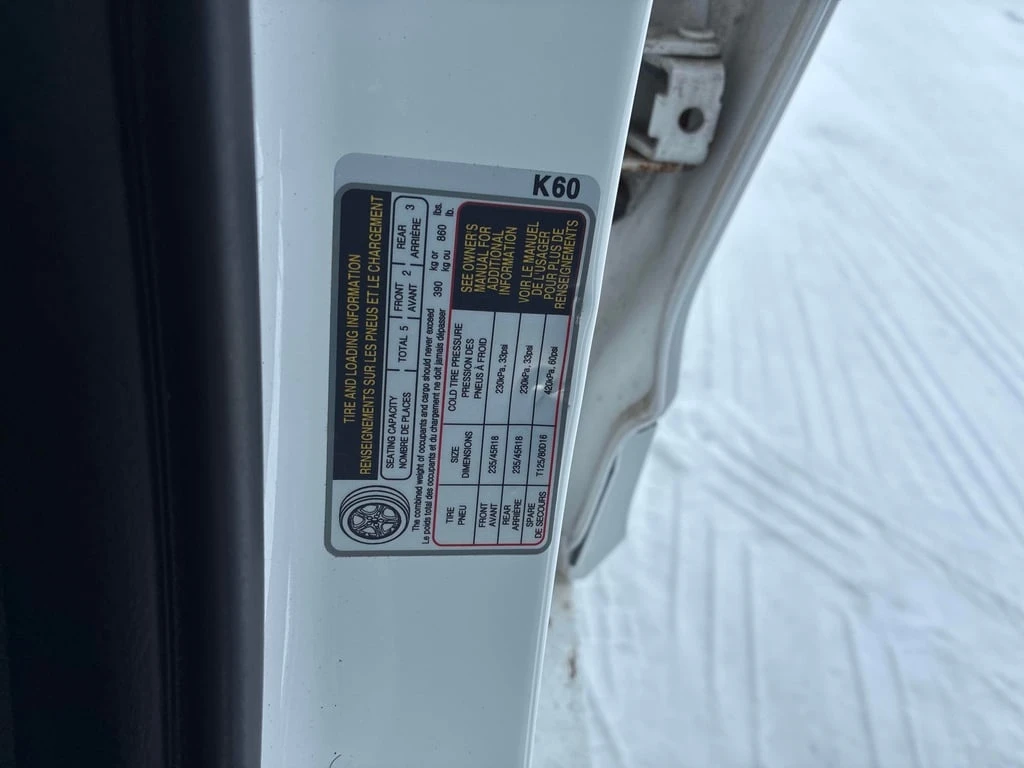 K60
TIRE AND LOADING INFORMATION
RENSEIGNEMENTS SUR LES PNEUS ET LE CHARGEMENT
SEATING CAPACITY
NOMBRE DE PLACES
TOTAL 5
FRONT
AVANT
2
REAR
ARRIÈRE
3
The combined weight of occupants and cargo should never exceed
Le poids total des occupants et du chargement ne doit jamais dépasser
390
kg or
kg ou
860
lbs.
lb.
TIRE
PNEU
SIZE
DIMENSIONS
COLD TIRE PRESSURE
PRESSION DES
PNEUS À FROID
FRONT
AVANT
235/45R18
230kPa, 33psi
REAR
ARRIERE
235/45R18
230kPa, 33psi
SPARE
DE SECOURS
T125/80D16
420kPa, 60psi
SEE OWNER'S
MANUAL FOR
ADDITIONAL
INFORMATION
VOIR LE MANUEL
DE L'USAGER
POUR PLUS DE
RENSEIGNEMENTS